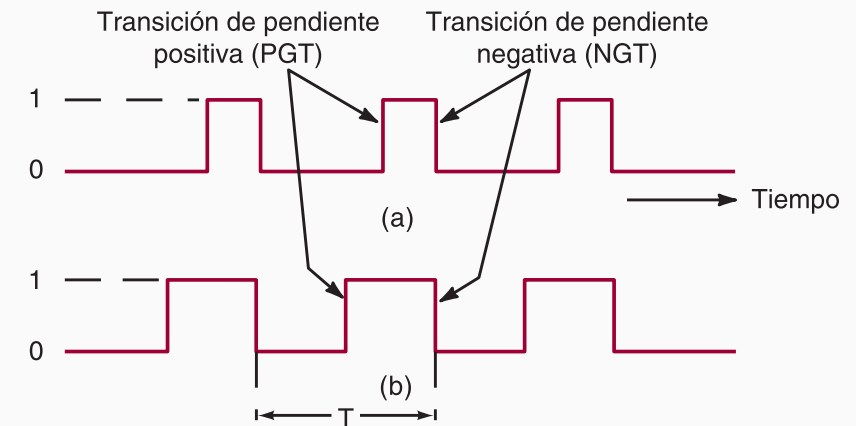 Transición de pendiente
positiva (PGT)
Transición de pendiente
negativa (NGT)
1
0
Tiempo
(a)
1
0
(b)
T